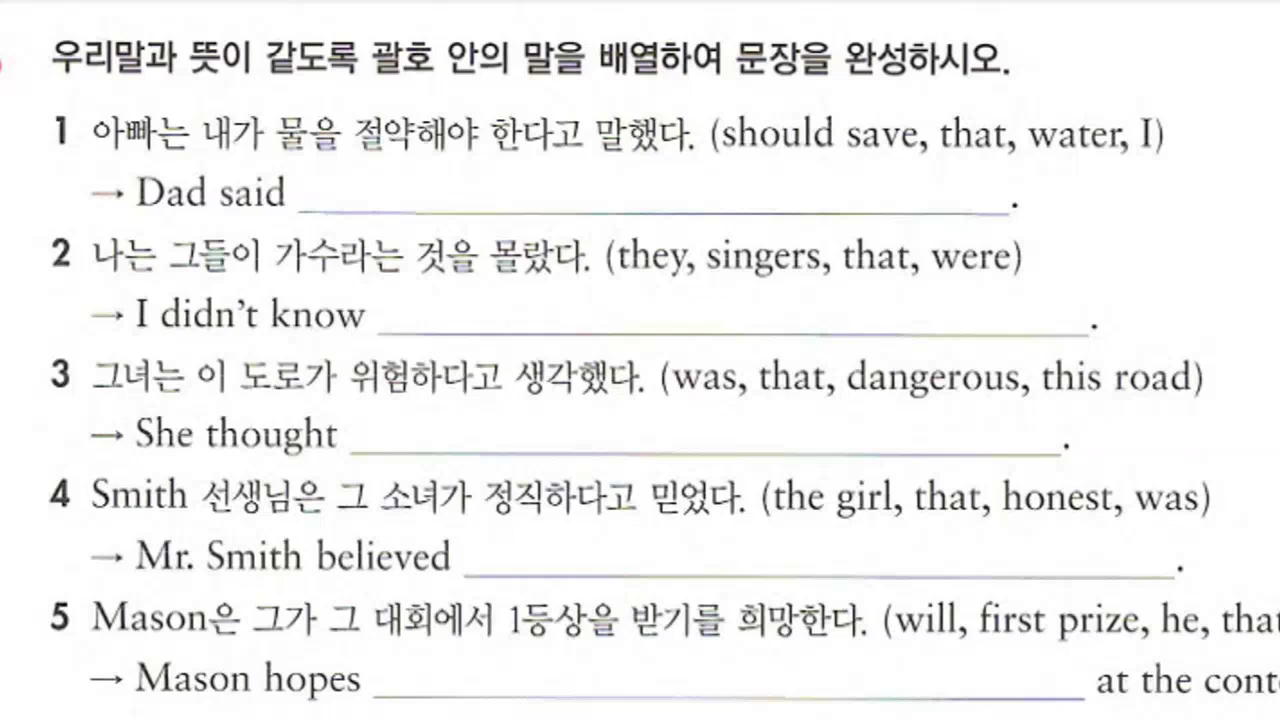 우리말과 뜻이 같도록 괄호 안의 말을 배열하여 문장을 완성하시오.
1 아빠는 내가 물을 절약해야 한다고 말했다. (should save, that, water, I)
→ Dad said .
2 나는 그들이 가수라는 것을 몰랐다. (they, singers, that, were)
→ I didn't know .
3 그녀는 이 도로가 위험하다고 생각했다. (was, that, dangerous, this road)
→ She thought .
4 Smith 선생님은 그 소녀가 정직하다고 믿었다. (the girl, that, honest, was)
→ Mr. Smith believed .
5 Mason은 그가 그 대회에서 1등상을 받기를 희망한다. (will, first prize, he,
→ Mason hopes at the